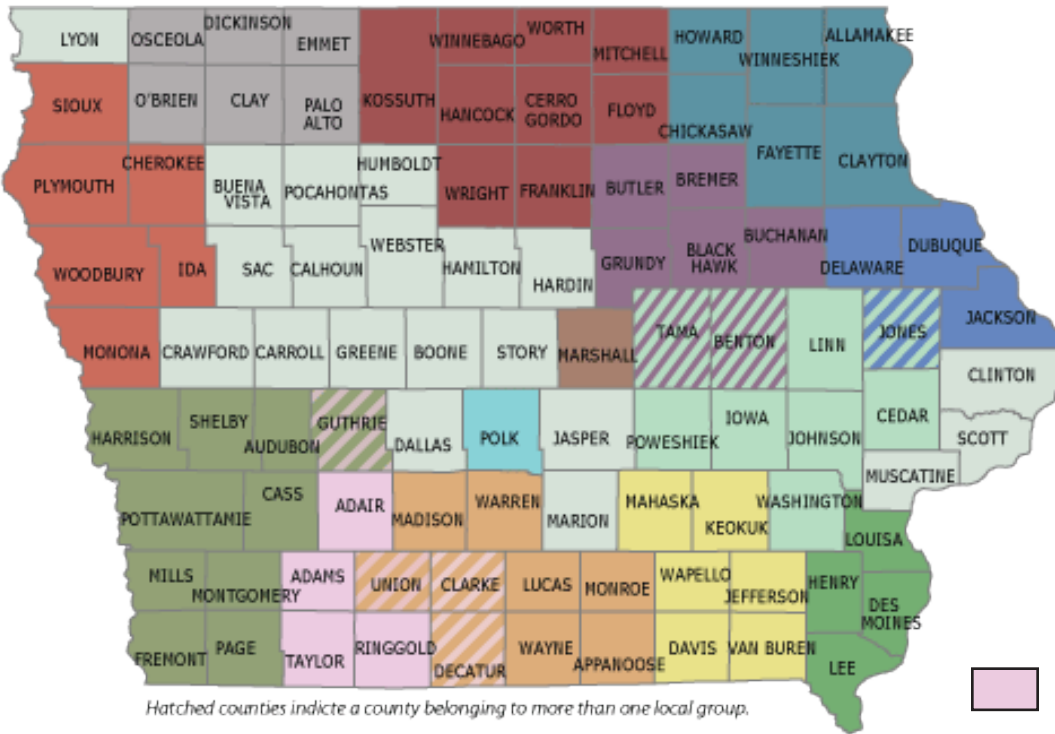 LYON
OSCEOLA
DICKINSON
EMMET
KOSSUTH
WINNEBAGO
WORTH
MITCHELL
HOWARD
WINNESHIEK
ALLAMAKEE
SIOUX
O'BRIEN
CLAY
PALO
ALTO
HANCOCK
CERRO
GORDO
FLOYD
CHICKASAW
FAYETTE
CLAYTON
PLYMOUTH
CHEROKEE
BUENA
VISTA
POCAHONTAS
HUMBOLDT
WRIGHT
FRANKLIN
BUTLER
BREMER
WOODBURY
IDA
SAC
CALHOUN
WEBSTER
HAMILTON
HARDIN
GRUNDY
BLACK
HAWK
BUCHANAN
DELAWARE
DUBUQUE
MONONA
CRAWFORD
CARROLL
GREENE
BOONE
STORY
MARSHALL
TAMA
BENTON
LINN
JONES
JACKSON
CLINTON
HARRISON
SHELBY
AUDUBON
GUTHRIE
DALLAS
POLK
JASPER
POWESHIEK
IOWA
JOHNSON
CEDAR
SCOTT
MUSCATINE
POTTAWATTAMIE
CASS
ADAIR
MADISON
WARREN
MARION
MAHASKA
KEOKUK
WASHINGTON
LOUISA
MILLS
MONTGOMERY
ADAMS
UNION
CLARKE
LUCAS
MONROE
WAPELLO
JEFFERSON
HENRY
DES
MOINES
FREMONT
PAGE
TAYLOR
RINGGOLD
DECATUR
WAYNE
APPANOOSE
DAVIS
VAN BUREN
LEE
Hatched counties indicte a county belonging to more than one local group.